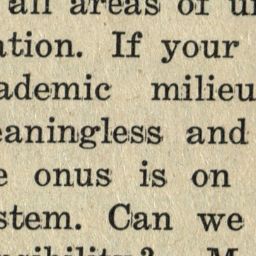 all areas of
ation. If your
ademic milieu
eaningless and
e onus is on
stem. Can we